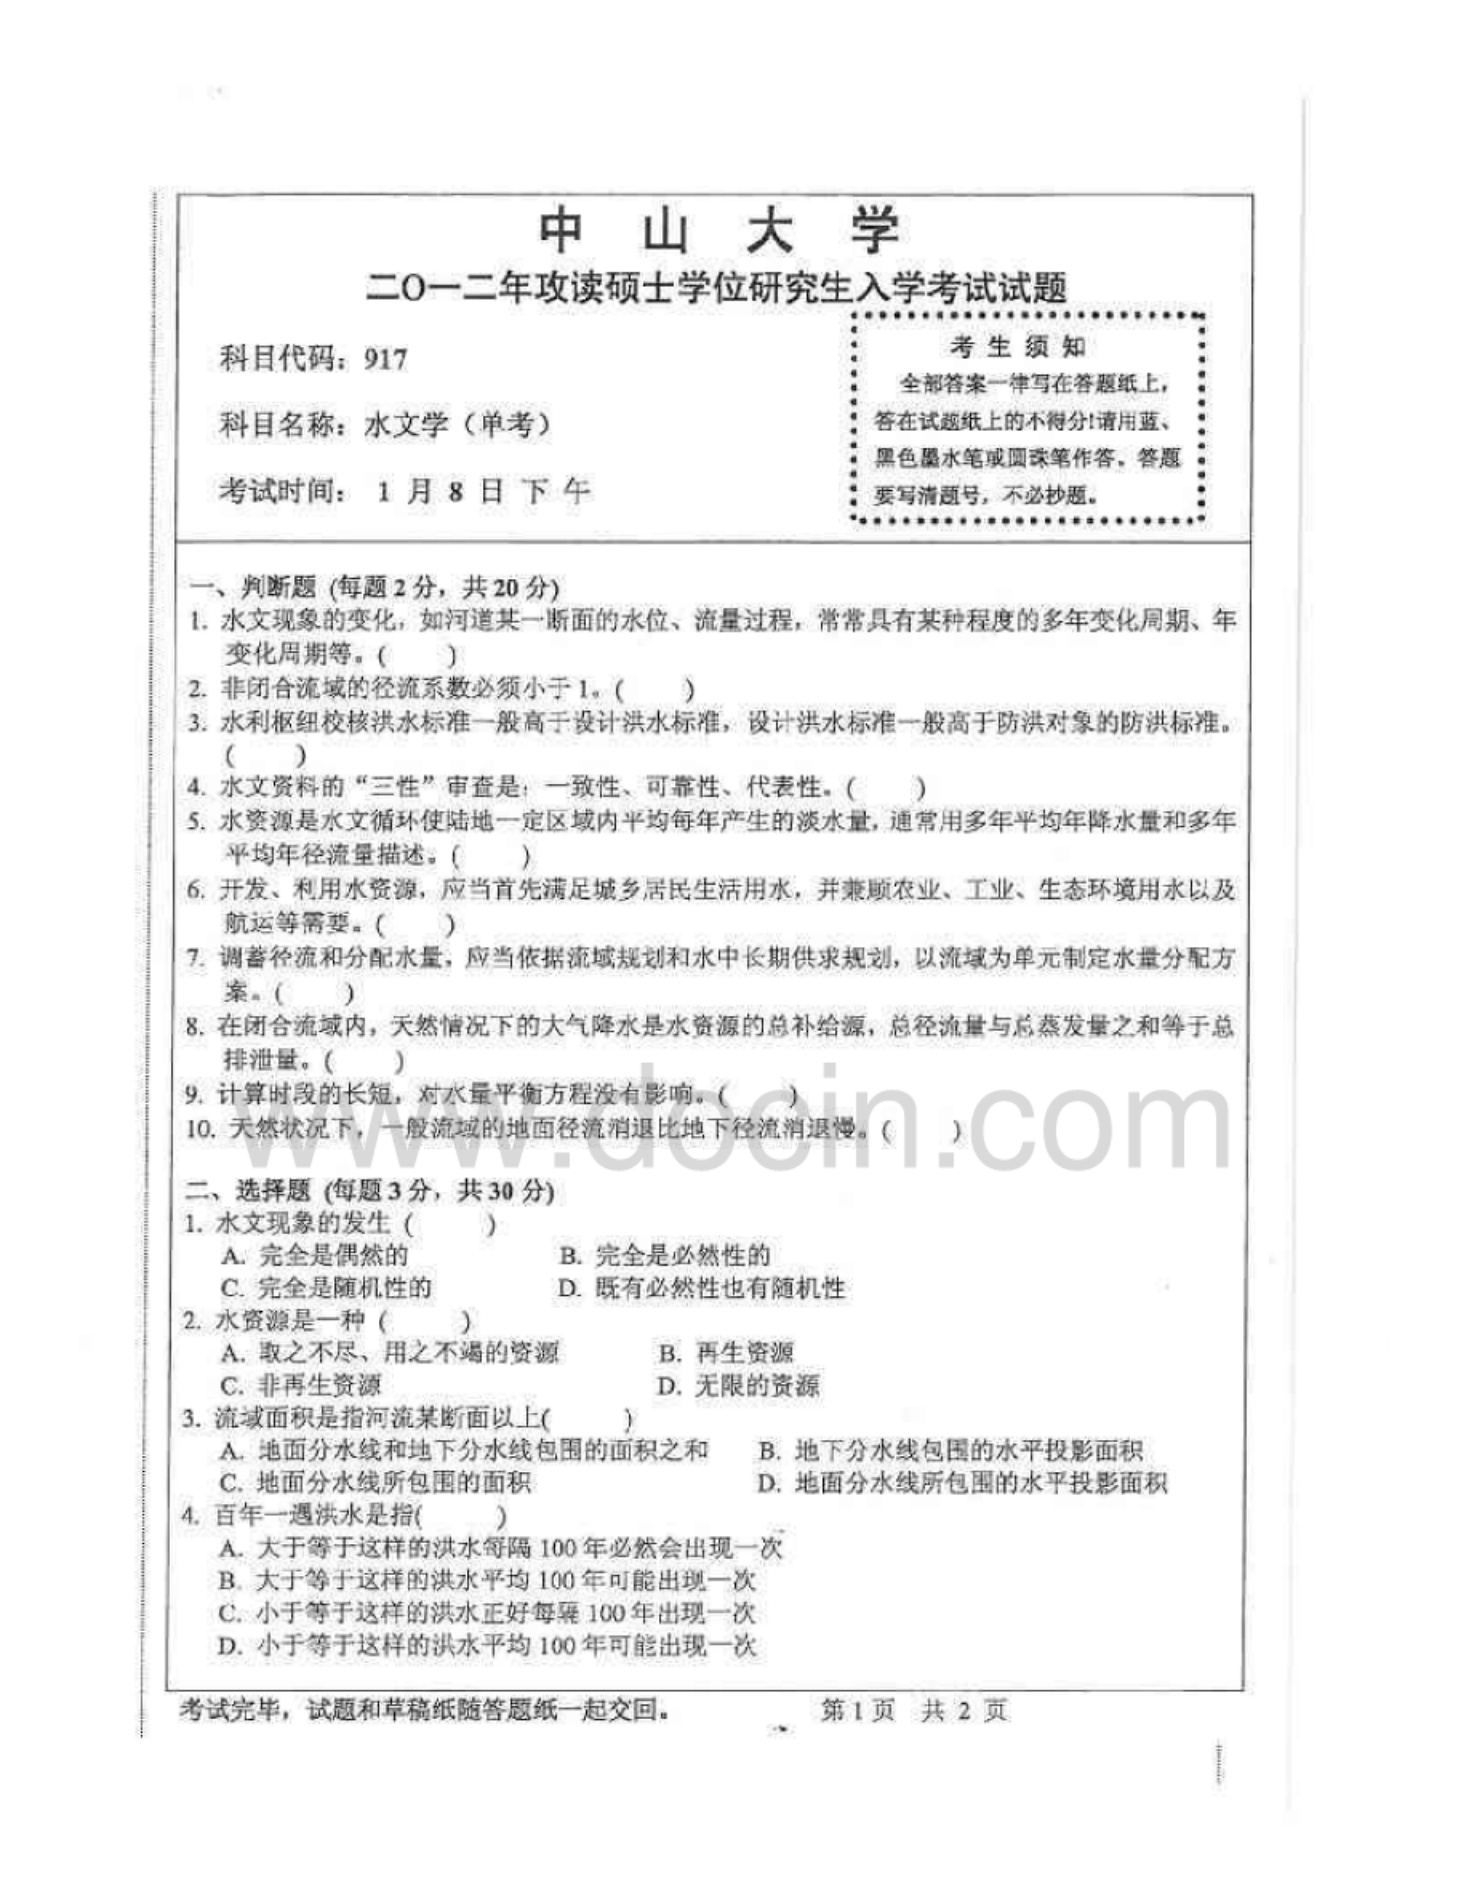 中 山 大 学
二〇一二年攻读硕士学位研究生入学考试试题
科目代码：917
科目名称：水文学（单考）
考试时间： 1 月 8 日 下 午
考 生 须 知
全部答案一律写在答题纸上，
答在试题纸上的不得分!请用蓝、
黑色墨水笔或圆珠笔作答。答题
要写清题号，不必抄题。
一、判断题 (每题 2 分，共 20 分)
1. 水文现象的变化，如河道某一断面的水位、流量过程，常常具有某种程度的多年变化周期、年
变化周期等。( )
2. 非闭合流域的径流系数必须小于 1。( )
3. 水利枢纽校核洪水标准一般高于设计洪水标准，设计洪水标准一般高于防洪对象的防洪标准。
( )
4. 水文资料的“三性”审查是：一致性、可靠性、代表性。( )
5. 水资源是水文循环使陆地一定区域内平均每年产生的淡水量，通常用多年平均年降水量和多年
平均年径流量描述。( )
6. 开发、利用水资源，应当首先满足城乡居民生活用水，并兼顾农业、工业、生态环境用水以及
航运等需要。( )
7. 调蓄径流和分配水量，应当依据流域规划和水中长期供求规划，以流域为单元制定水量分配方
案。( )
8. 在闭合流域内，天然情况下的大气降水是水资源的总补给源，总径流量与总蒸发量之和等于总
排泄量。( )
9. 计算时段的长短，对水量平衡方程没有影响。( )
10. 天然状况下，一般流域的地面径流消退比地下径流消退慢。( )
www.docin.com
二、选择题 (每题 3 分，共 30 分)
1. 水文现象的发生 ( )
A. 完全是偶然的 B. 完全是必然性的
C. 完全是随机性的 D. 既有必然性也有随机性
2. 水资源是一种 ( )
A. 取之不尽、用之不竭的资源 B. 再生资源
C. 非再生资源 D. 无限的资源
3. 流域面积是指河流某断面以上( )
A. 地面分水线和地下分水线包围的面积之和 B. 地下分水线包围的水平投影面积
C. 地面分水线所包围的面积 D. 地面分水线所包围的水平投影面积
4. 百年一遇洪水是指( )
A. 大于等于这样的洪水每隔 100 年必然会出现一次
B. 大于等于这样的洪水平均 100 年可能出现一次
C. 小于等于这样的洪水正好每隔 100 年出现一次
D. 小于等于这样的洪水平均 100 年可能出现一次
考试完毕，试题和草稿纸随答题纸一起交回。 第 1 页 共 2 页